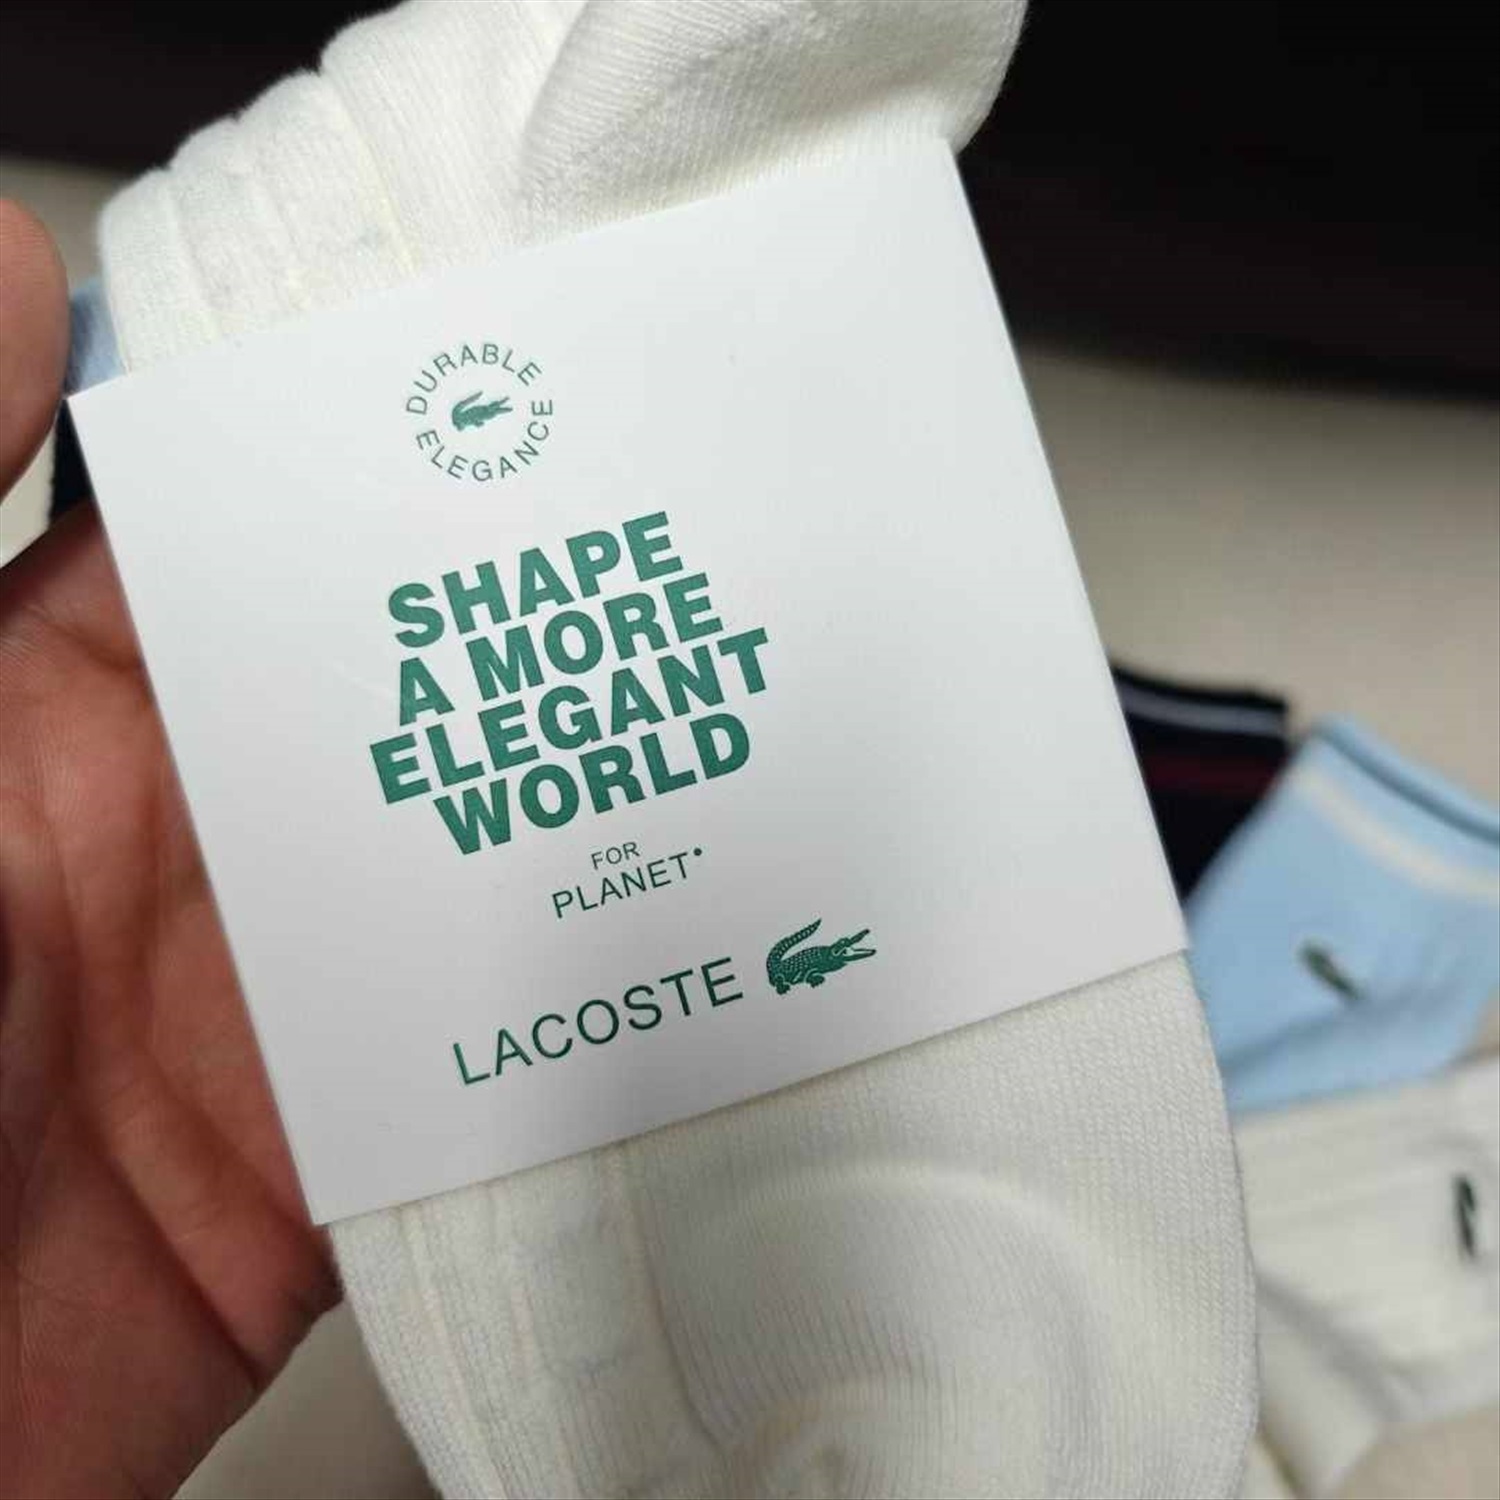 DURABLE
ELEGANCE
SHAPE
A MORE
ELEGANT
WORLD
FOR
PLANET•
LACOSTE